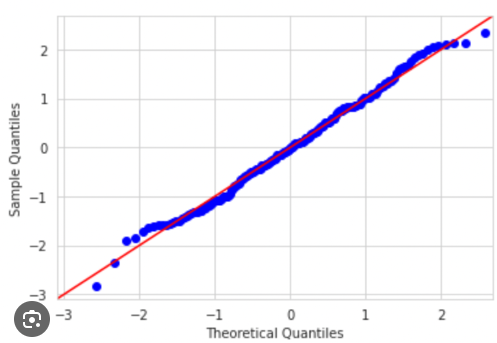 2
1
0
−1
−2
−3
Sample Quantiles
−3 −2 −1 0 1 2
Theoretical Quantiles